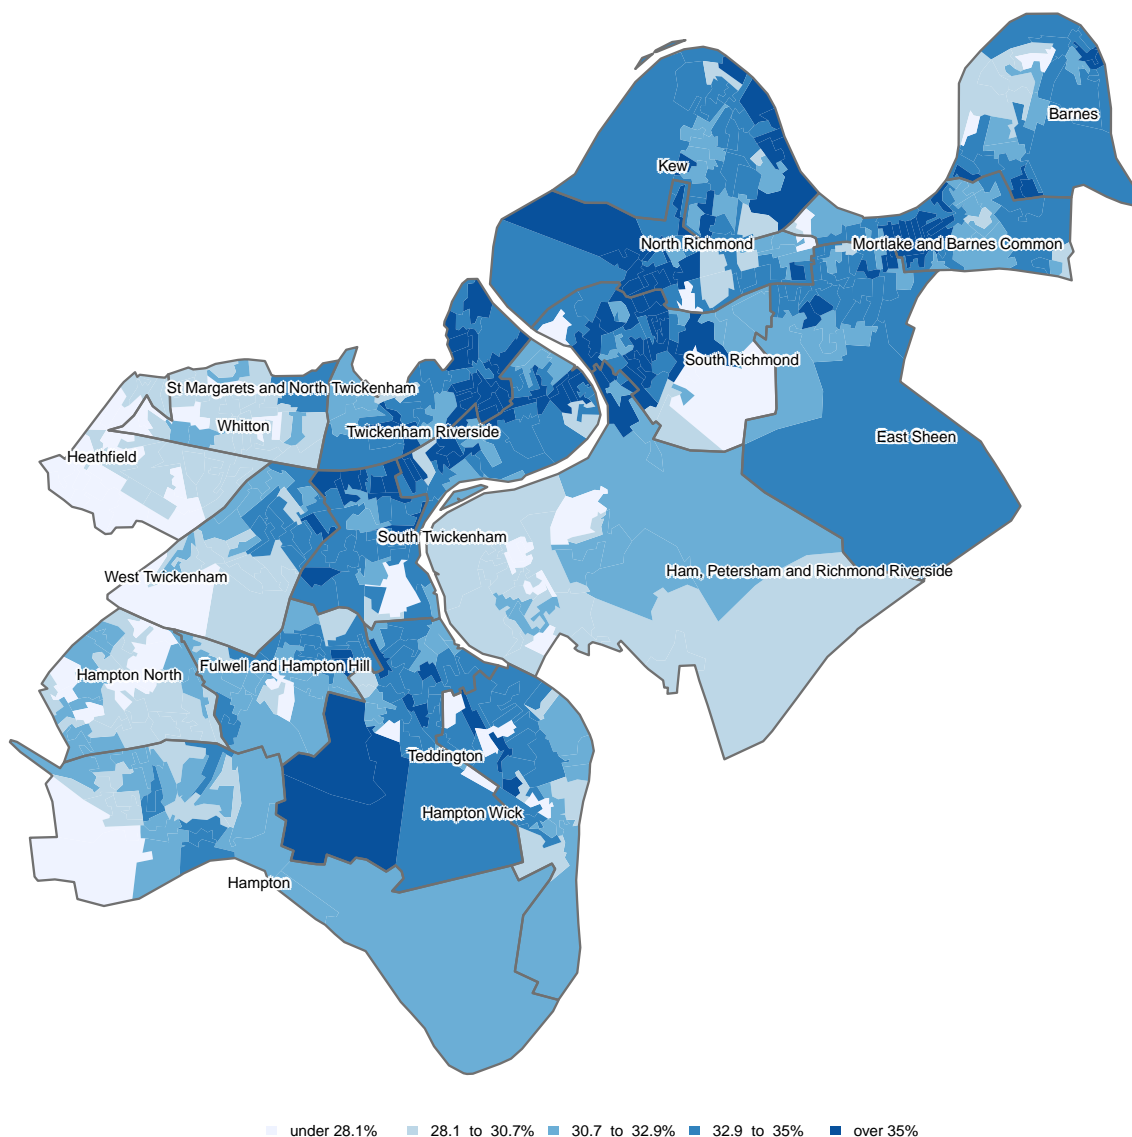 Barnes
Kew
North Richmond
Mortlake and Barnes Common
South Richmond
St Margarets and North Twickenham
Whitton
Twickenham Riverside
East Sheen
Heathfield
South Twickenham
West Twickenham
Ham, Petersham and Richmond Riverside
Fulwell and Hampton Hill
Hampton North
Teddington
Hampton Wick
Hampton
under 28.1% 28.1 to 30.7% 30.7 to 32.9% 32.9 to 35% over 35%